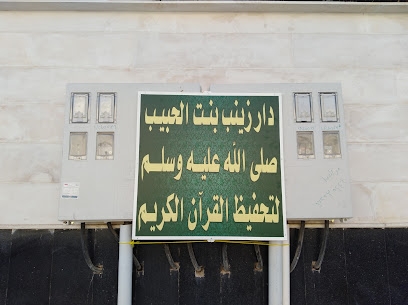 دار زينب بنت الحبيب
صلى الله عليه وسلم
لتحفيظ القرآن الكريم